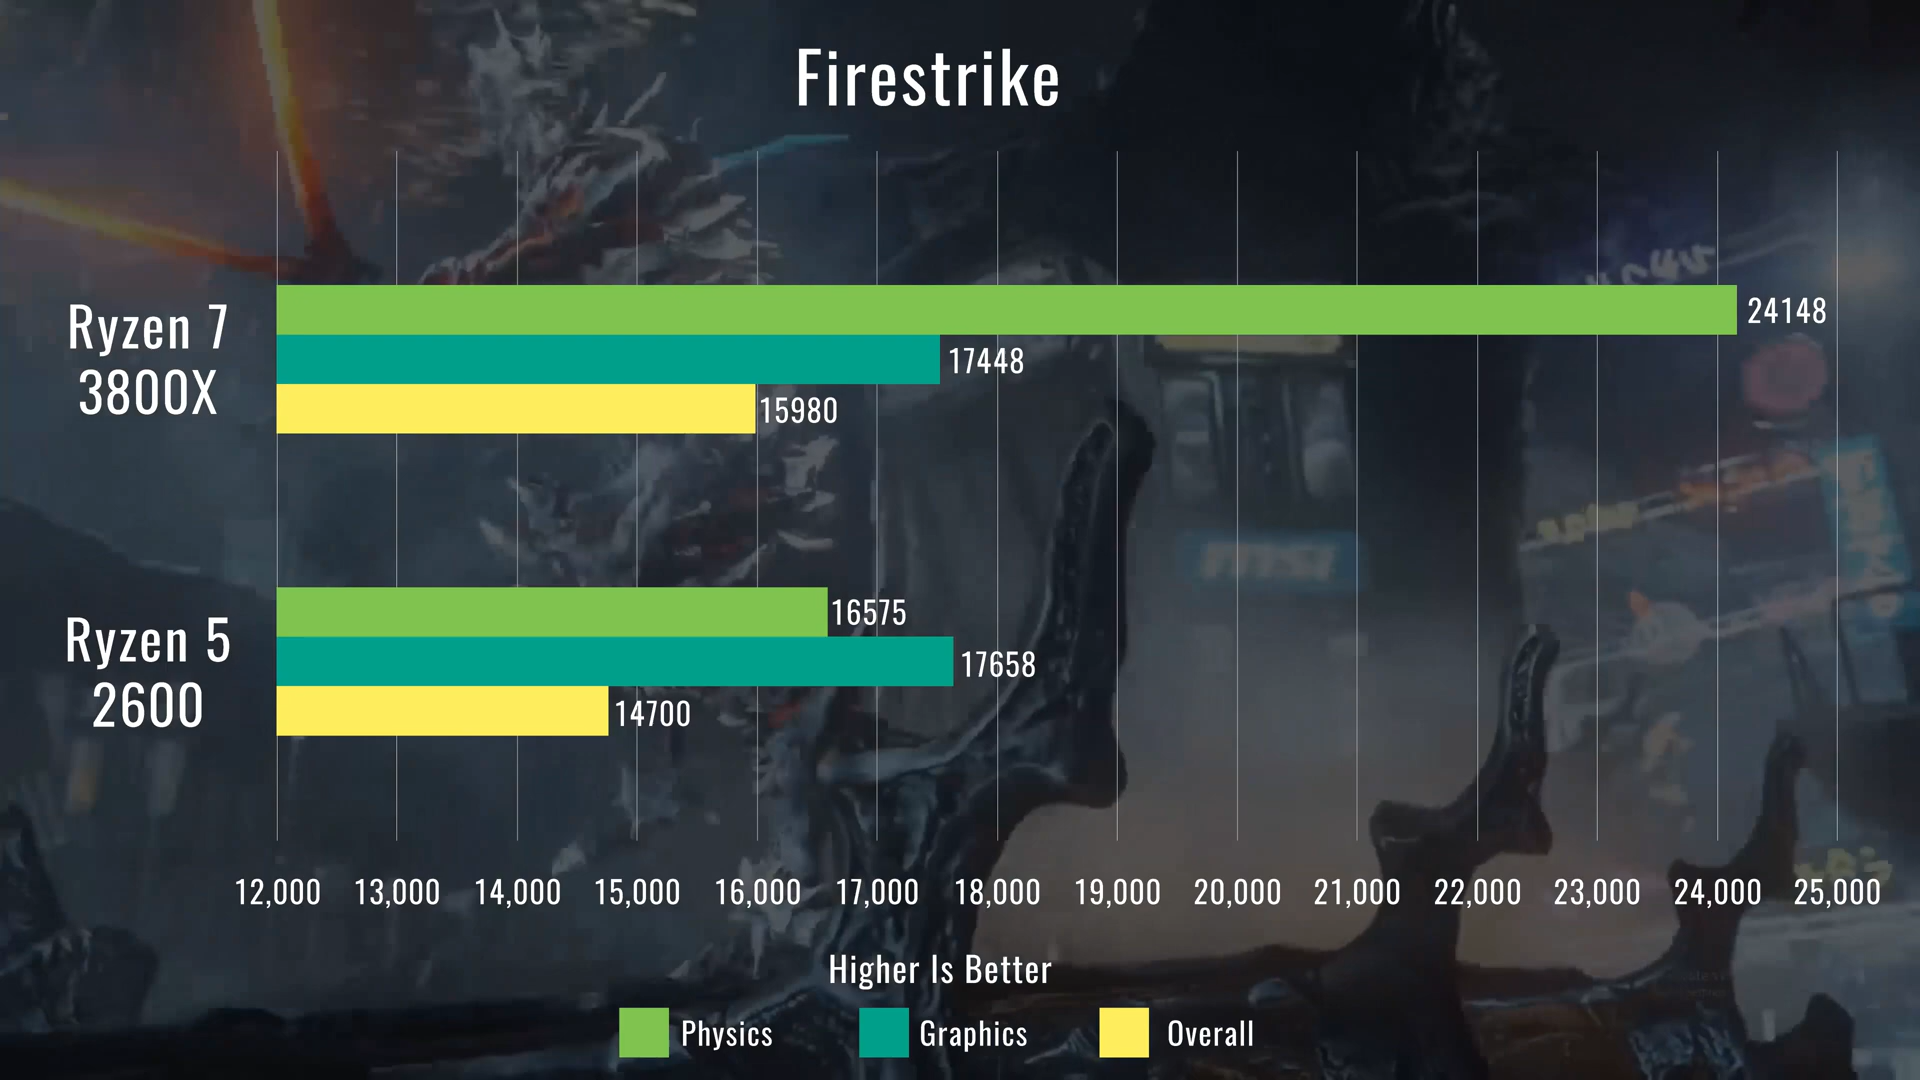 Firestrike
Ryzen 7
3800X
24148
17448
15980
Ryzen 5
2600
16575
17658
14700
12,000 13,000 14,000 15,000 16,000 17,000 18,000 19,000 20,000 21,000 22,000 23,000 24,000 25,000
Higher Is Better
Physics Graphics Overall